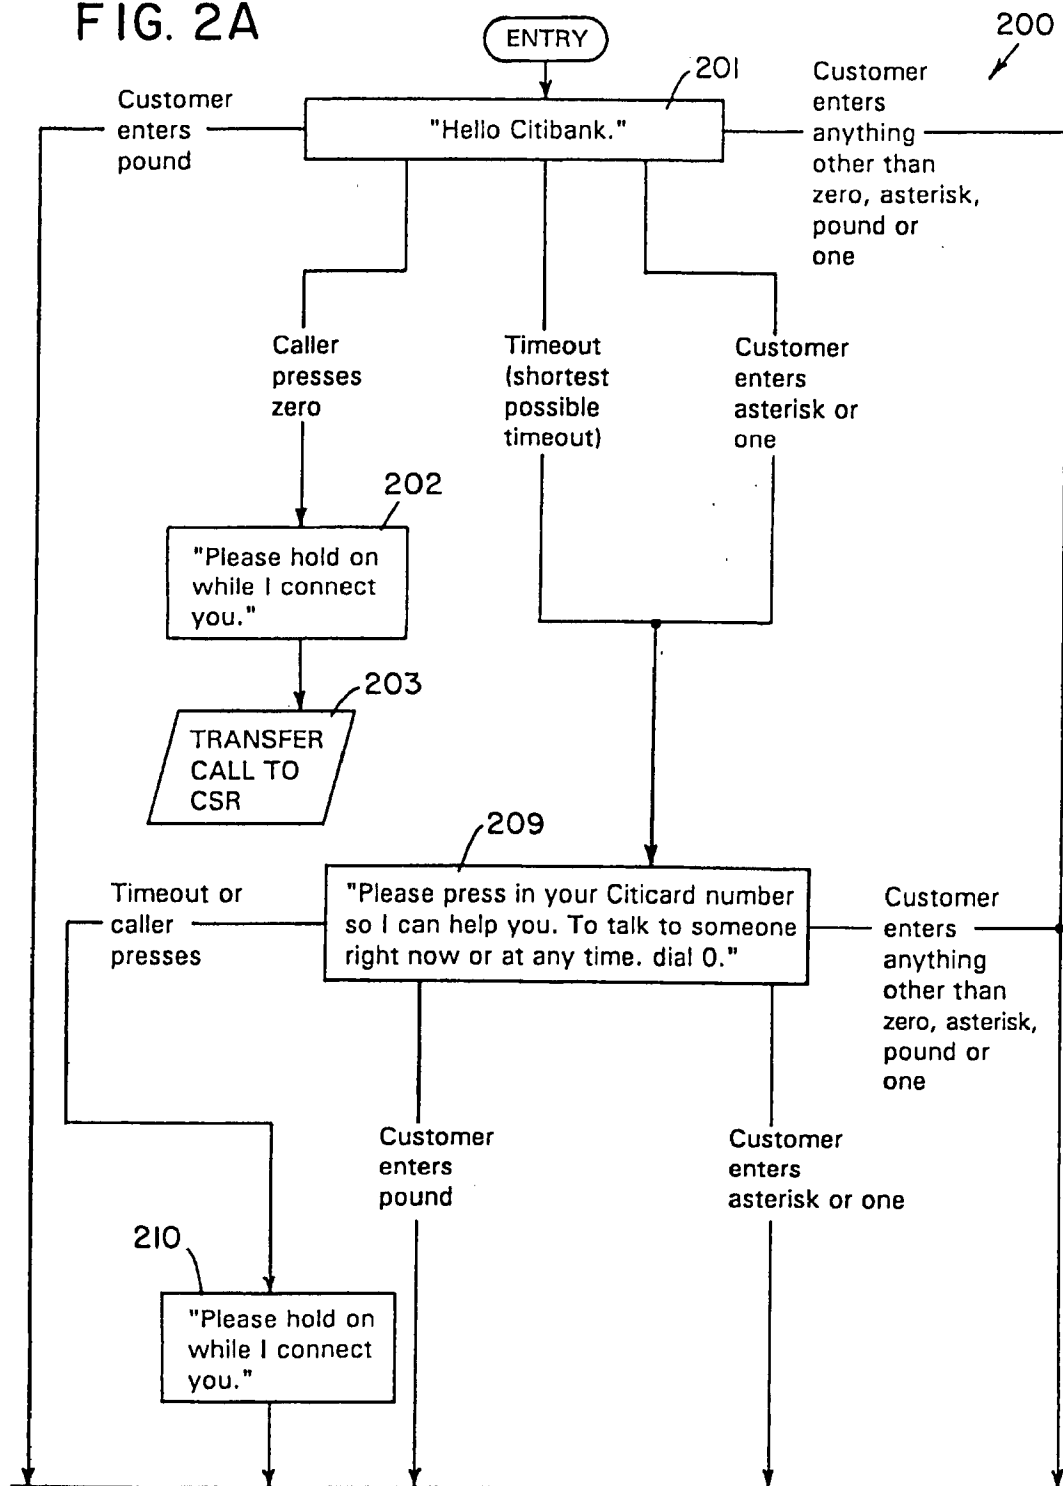 FIG. 2A
ENTRY
200
201
"Hello Citibank."
Customer
enters
pound
Customer
enters
anything
other than
zero, asterisk,
pound or
one
Caller
presses
zero
Timeout
(shortest
possible
timeout)
Customer
enters
asterisk or
one
202
"Please hold on
while I connect
you."
203
TRANSFER
CALL TO
CSR
209
"Please press in your Citicard number
so I can help you. To talk to someone
right now or at any time. dial 0."
Timeout or
caller
presses
Customer
enters
anything
other than
zero, asterisk,
pound or
one
Customer
enters
pound
Customer
enters
asterisk or one
210
"Please hold on
while I connect
you."